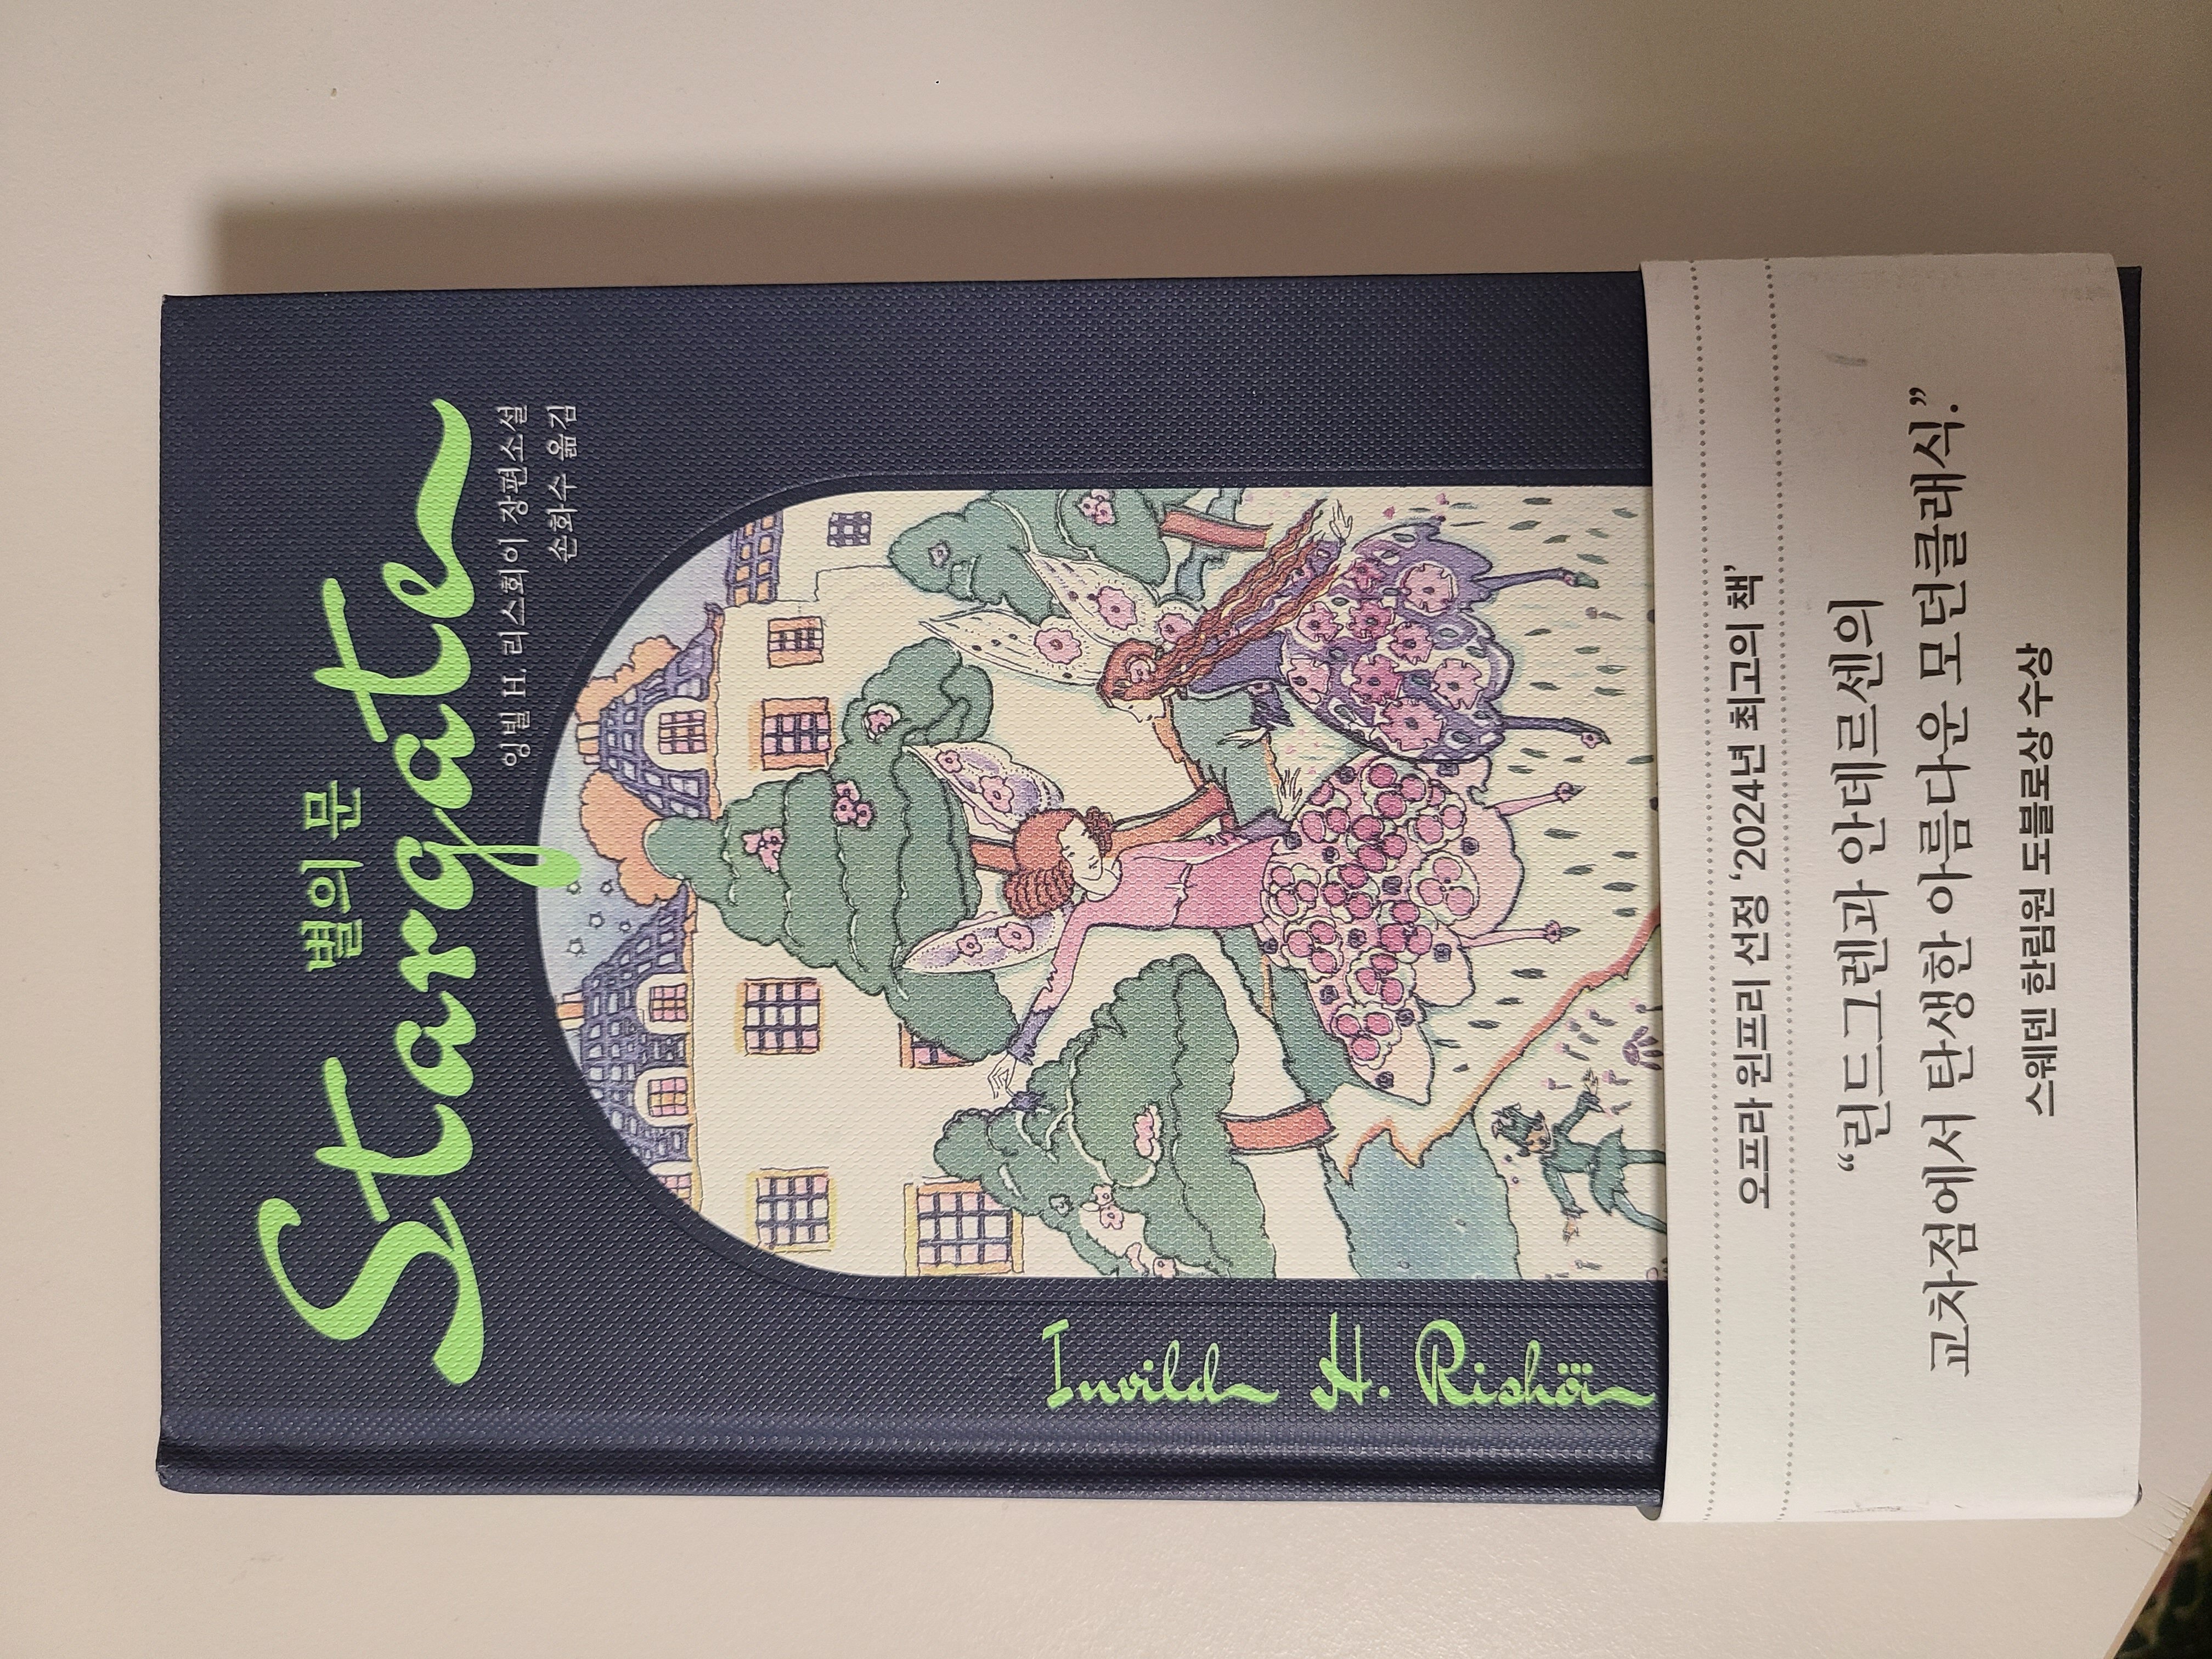 별의 문
Stargate
잉빌 H. 리스회이 장편소설
손화수 옮김
Invild H. Rishöi
오프라 윈프리 선정 ‘2024년 최고의 책’
“린드그렌과 안데르센의
교차점에서 탄생한 아름다운 모던클래식.”
스웨덴 한림원 도블로상 수상